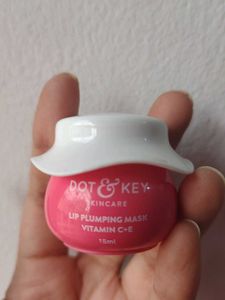 DOT & KEY
SKINCARE
LIP PLUMPING MASK
VITAMIN C+E
15ml